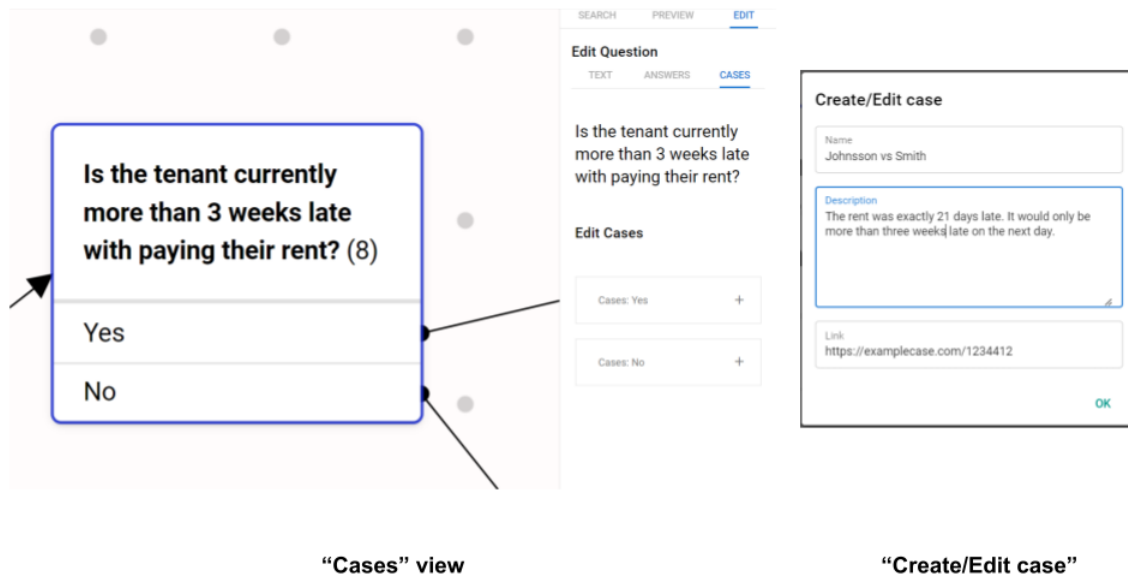 Is the tenant currently
more than 3 weeks late
with paying their rent? (8)
Yes
No
SEARCH PREVIEW EDIT
Edit Question
TEXT ANSWERS CASES
Is the tenant currently
more than 3 weeks late
with paying their rent?
Edit Cases
Cases: Yes +
Cases: No +
Create/Edit case
Name
Johnsson vs Smith
Description
The rent was exactly 21 days late. It would only be
more than three weeks late on the next day.
Link
https://examplecase.com/1234412
OK
“Cases” view
“Create/Edit case”